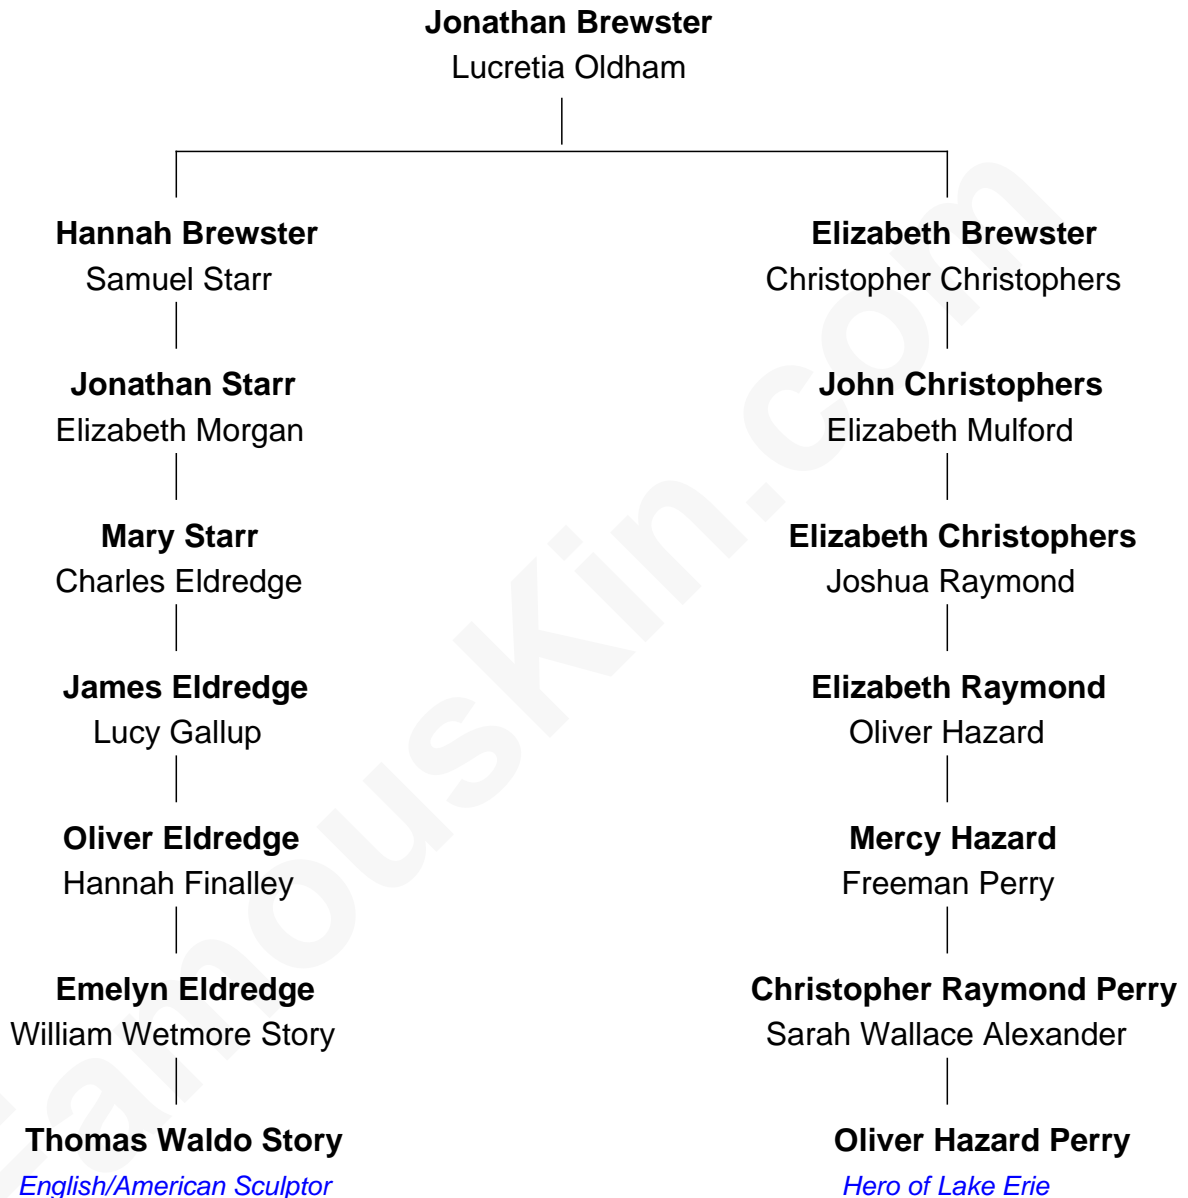 Jonathan Brewster
Lucretia Oldham
Hannah Brewster
Samuel Starr
Jonathan Starr
Elizabeth Morgan
Mary Starr
Charles Eldredge
James Eldredge
Lucy Gallup
Oliver Eldredge
Hannah Finalley
Emelyn Eldredge
William Wetmore Story
Thomas Waldo Story
English/American Sculptor
Elizabeth Brewster
Christopher Christophers
John Christophers
Elizabeth Mulford
Elizabeth Christophers
Joshua Raymond
Elizabeth Raymond
Oliver Hazard
Mercy Hazard
Freeman Perry
Christopher Raymond Perry
Sarah Wallace Alexander
Oliver Hazard Perry
Hero of Lake Erie
FamousKin.com